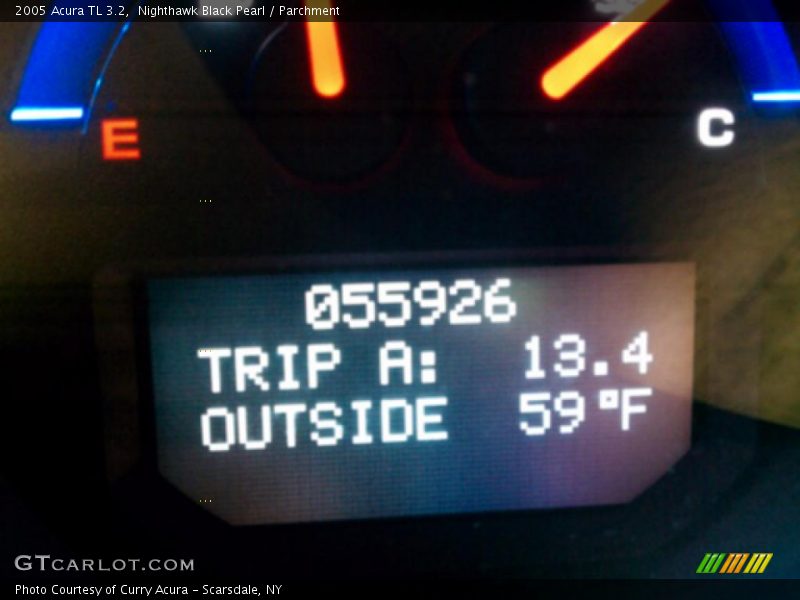 2005 Acura TL 3.2, Nighthawk Black Pearl / Parchment
E
C
055926
TRIP A: 13.4
OUTSIDE 59°F
GTCARLOT.COM
Photo Courtesy of Curry Acura - Scarsdale, NY